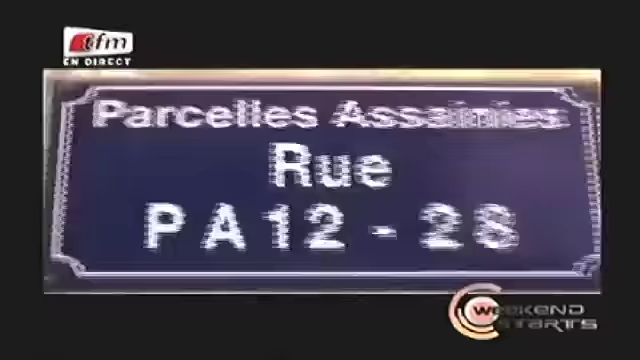 tfm
EN DIRECT
Parcelles Assainies
Rue
PA 12 - 28
WEEKEND
STARTS